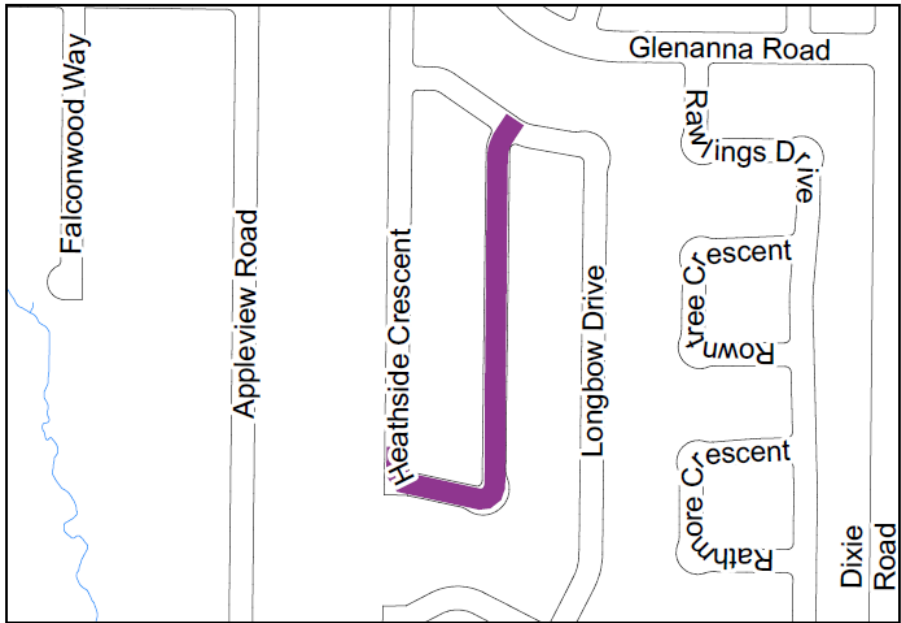 Glenanna Road
Falconwood Way
Rawlings Drive
Appleview Road
Heathside Crescent
Longbow Drive
Rowntree Crescent
Rathmore Crescent
Dixie
Road